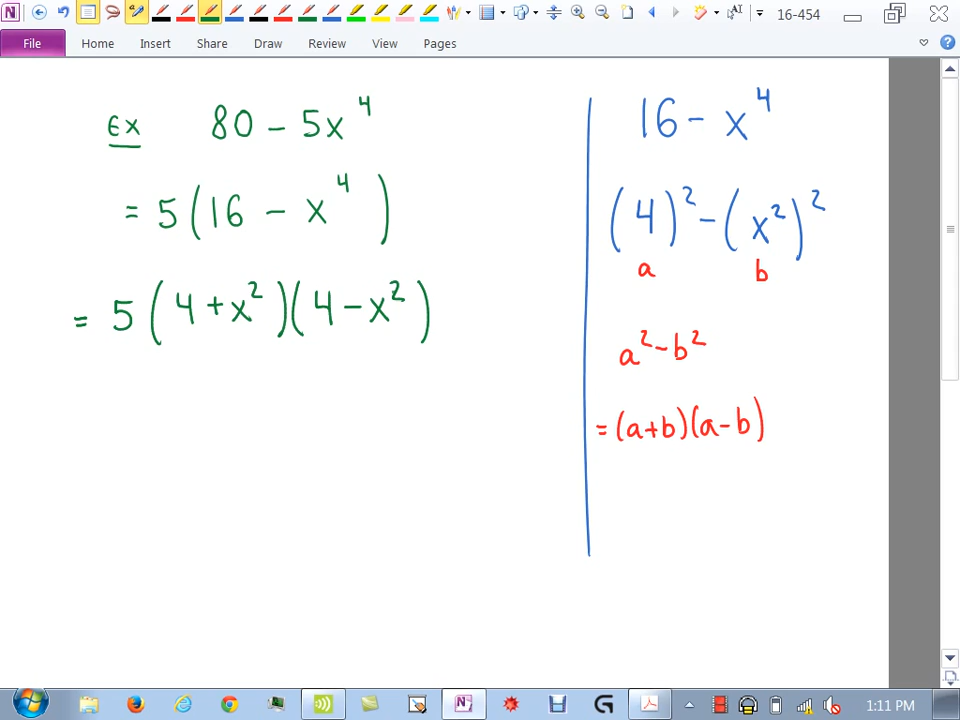 16-454
File Home Insert Share Draw Review View Pages
Ex 80 - 5x⁴
= 5(16 - x⁴)
= 5(4 + x²)(4 - x²)
16 - x⁴
(4)² - (x²)²
a b
a² - b²
= (a+b)(a-b)
1:11 PM